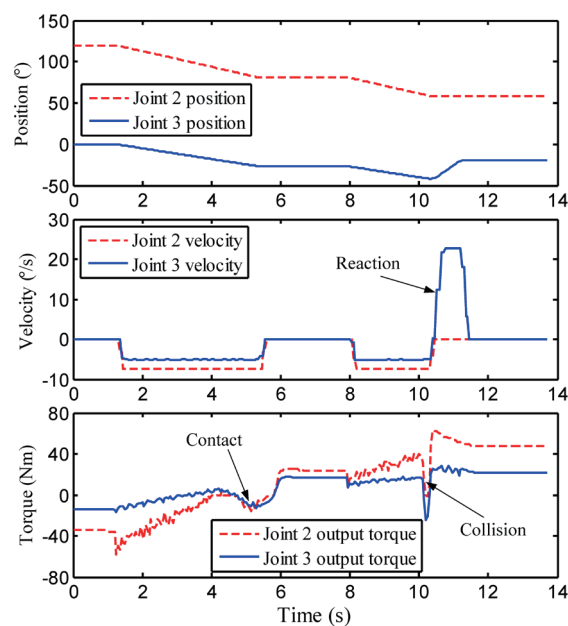 150
100
50
0
-50
Position (°)
Joint 2 position
Joint 3 position
0 2 4 6 8 10 12 14
30
20
10
0
-10
Velocity (°/s)
Joint 2 velocity
Joint 3 velocity
Reaction
0 2 4 6 8 10 12 14
80
40
0
-40
-80
Torque (Nm)
Contact
Collision
Joint 2 output torque
Joint 3 output torque
0 2 4 6 8 10 12 14
Time (s)